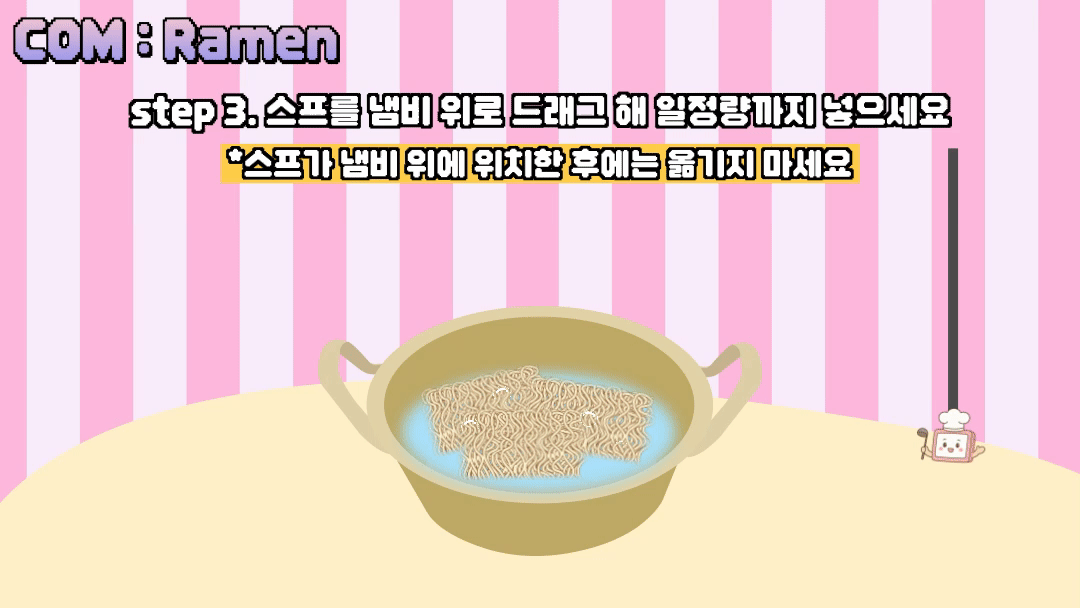 COM : Ramen
step 3. 스프를 냄비 위로 드래그 해 일정량까지 넣으세요
*스프가 냄비 위에 위치한 후에는 옮기지 마세요